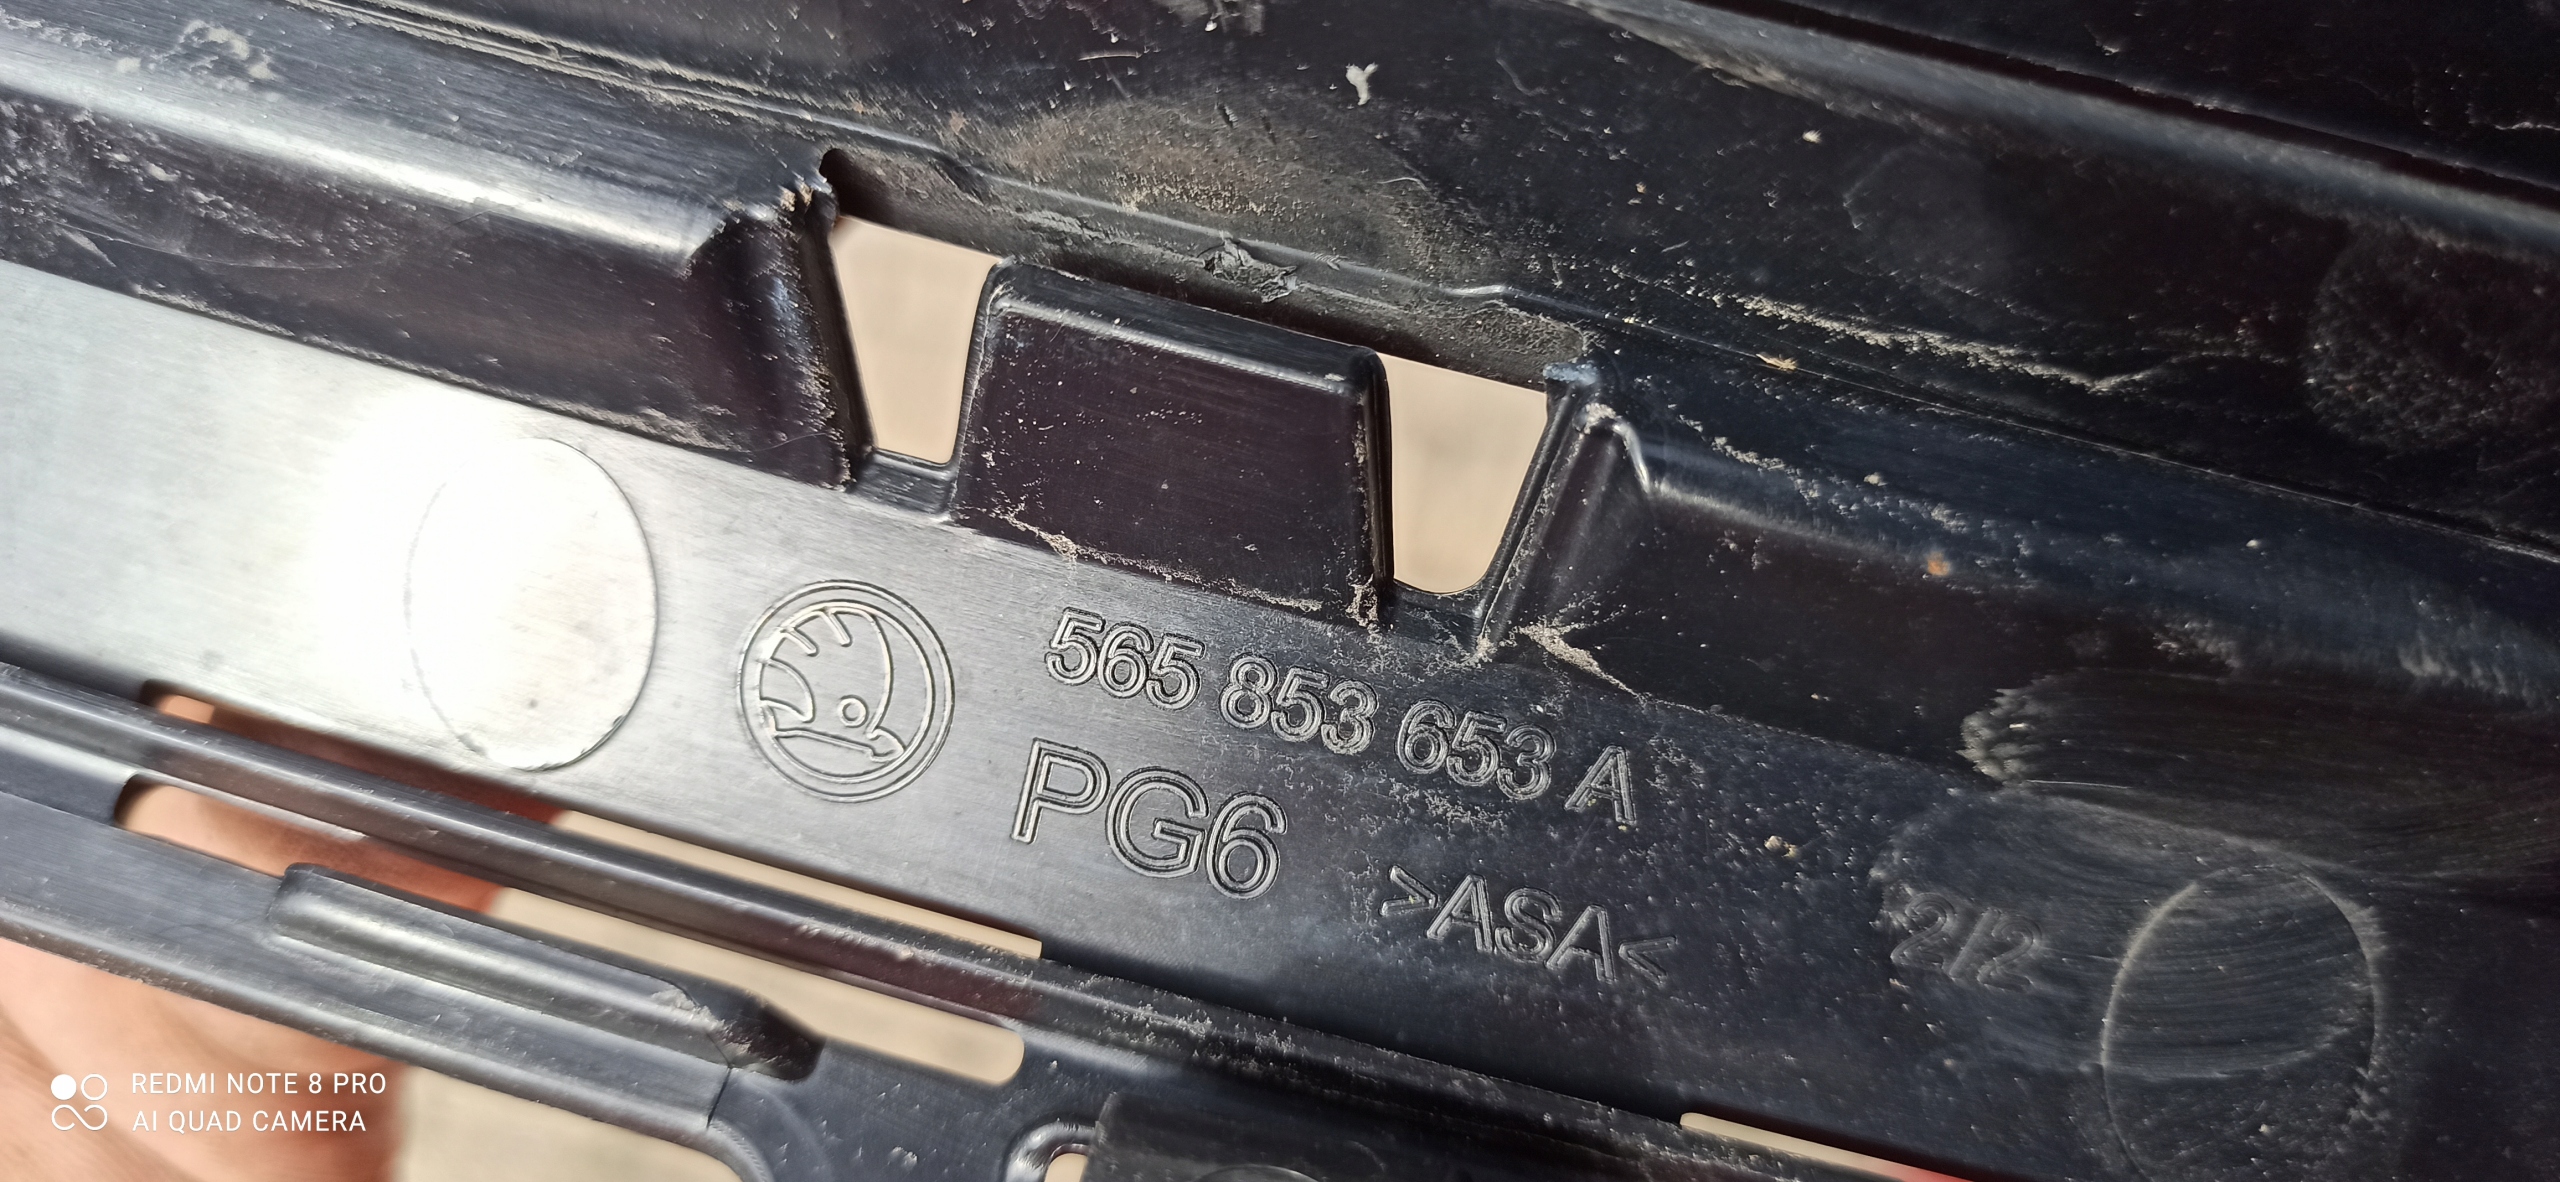 565 853 653 A
PG6
>ASA<
2/2
REDMI NOTE 8 PRO
AI QUAD CAMERA